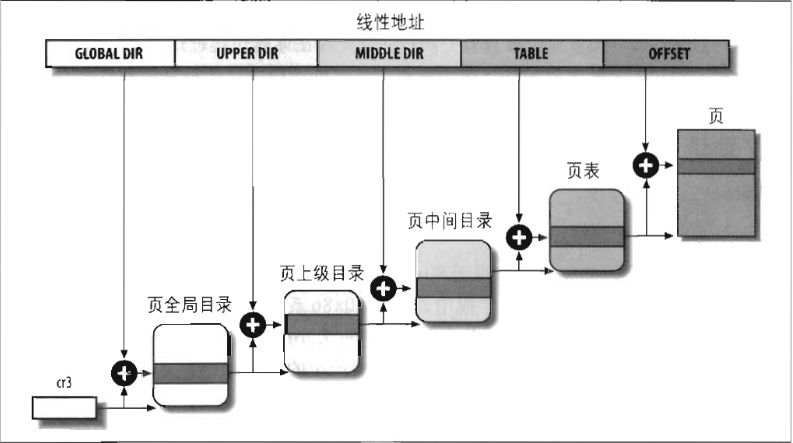 线性地址
GLOBAL DIR UPPER DIR MIDDLE DIR TABLE OFFSET
页
页表
页中间目录
页上级目录
页全局目录
cr3